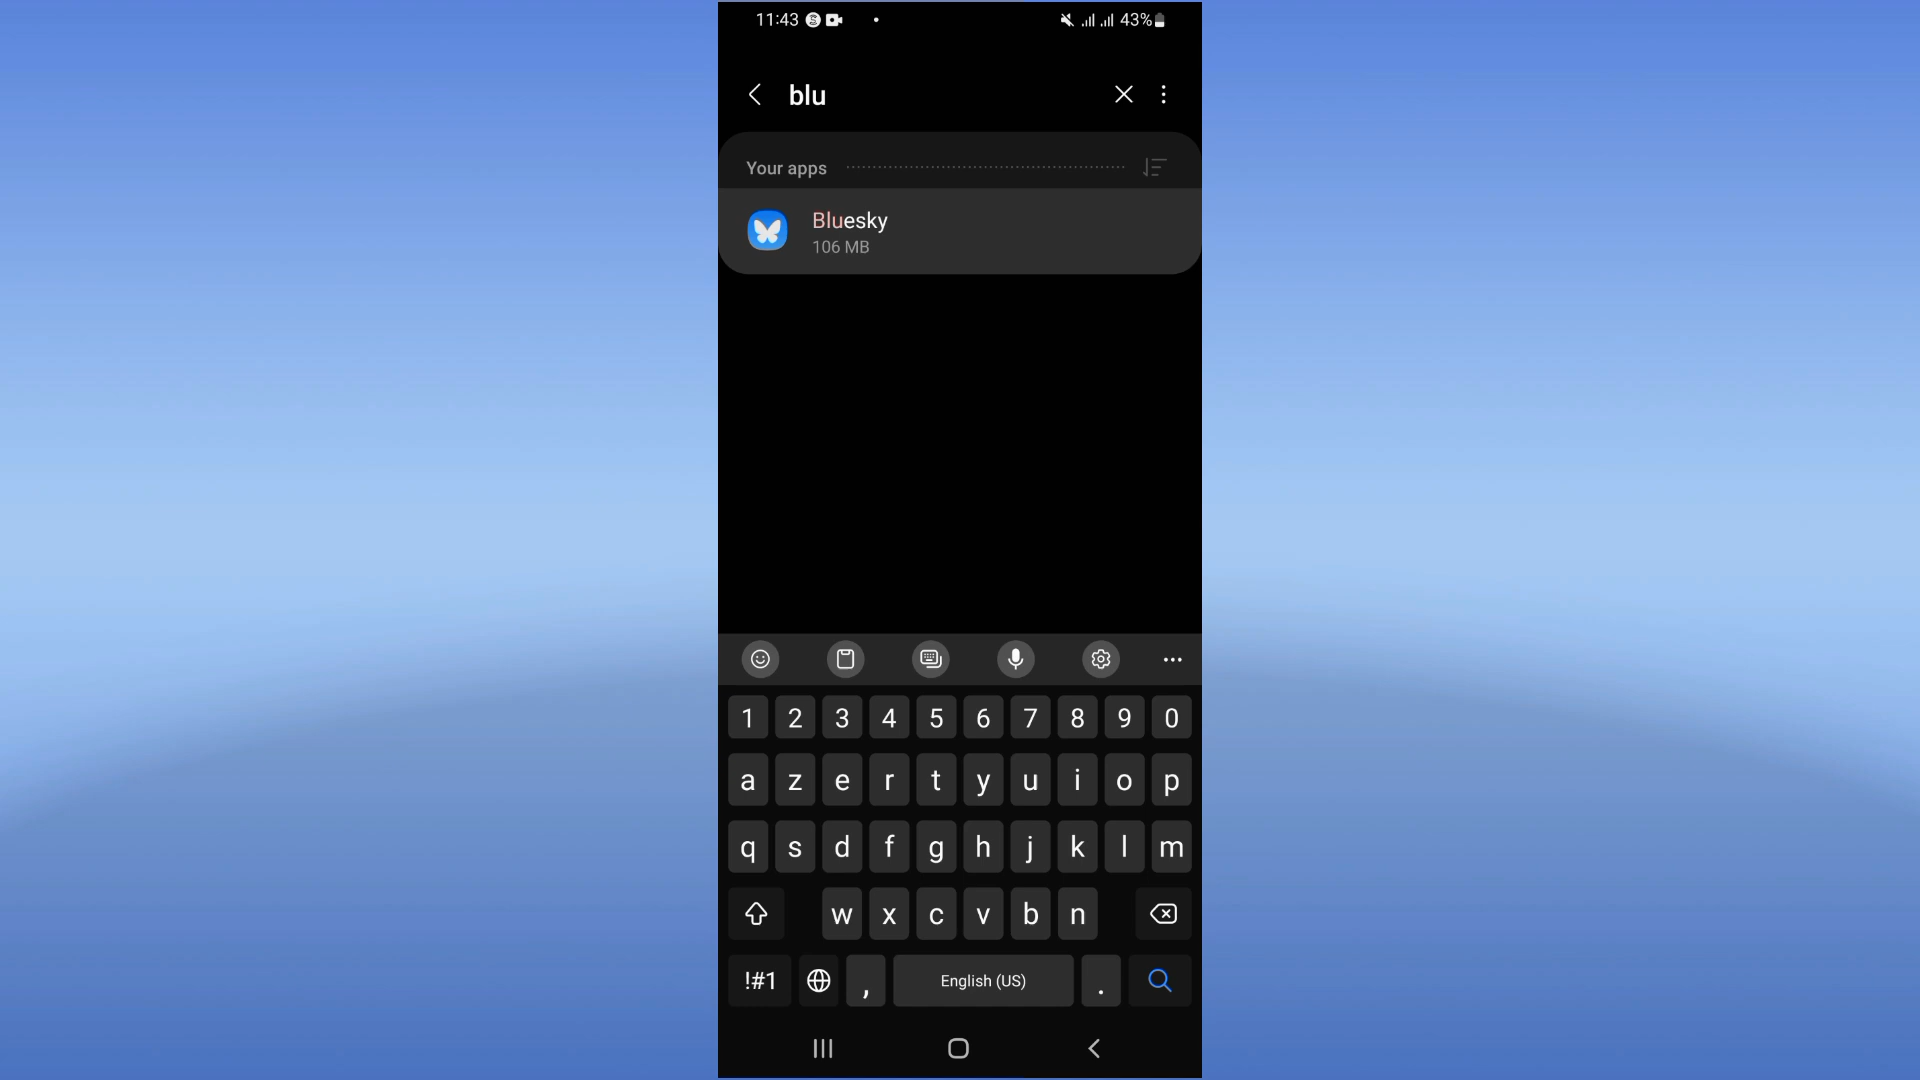 11:43 43%
blu
Your apps
Bluesky
106 MB
1 2 3 4 5 6 7 8 9 0
a z e r t y u i o p
q s d f g h j k l m
w x c v b n
!#1 , English (US) .